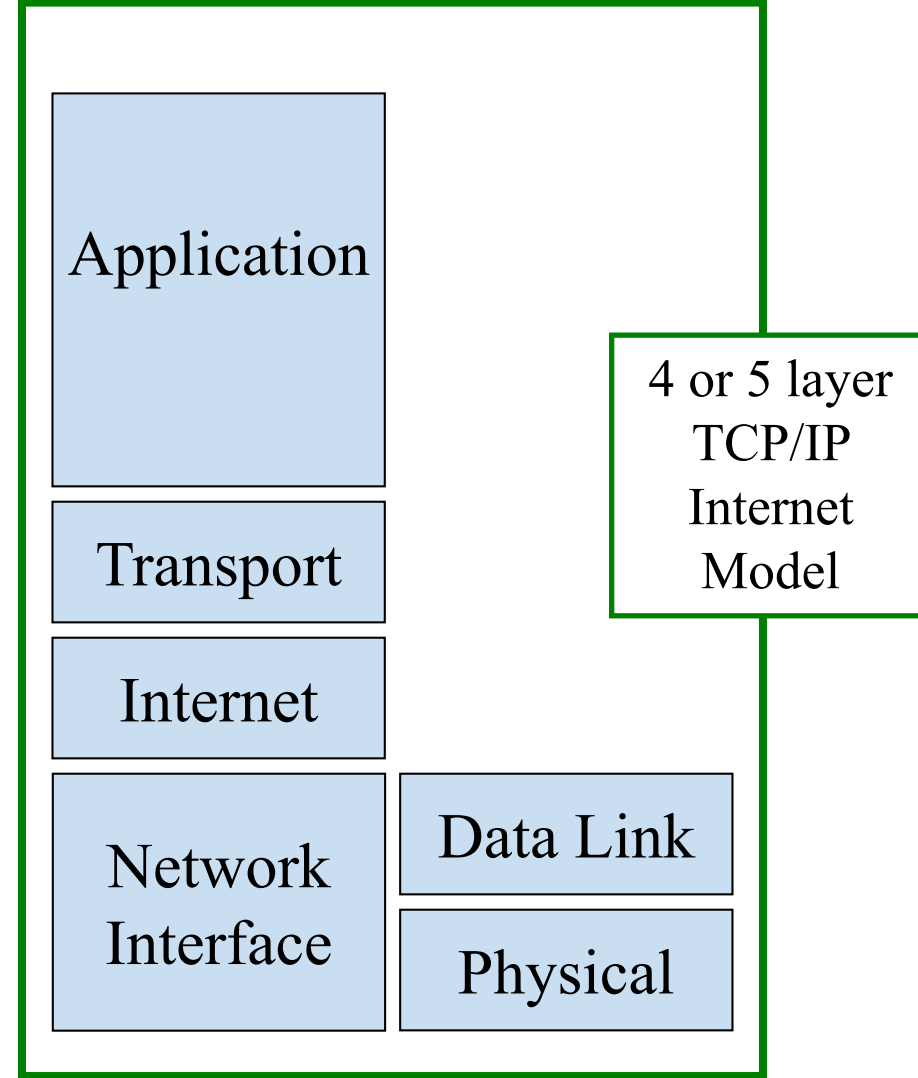 Application
4 or 5 layer
TCP/IP
Internet
Model
Transport
Internet
Network
Interface
Data Link
Physical